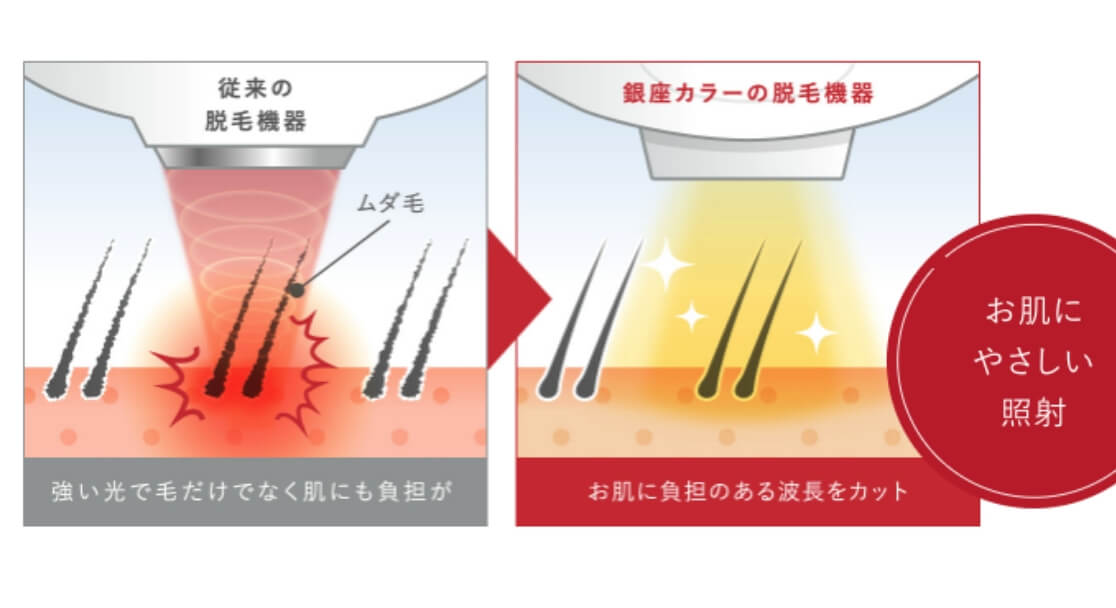 従来の
脱毛機器
ムダ毛
強い光で毛だけでなく肌にも負担が
銀座カラーの脱毛機器
お肌に負担のある波長をカット
お肌に
やさしい
照射